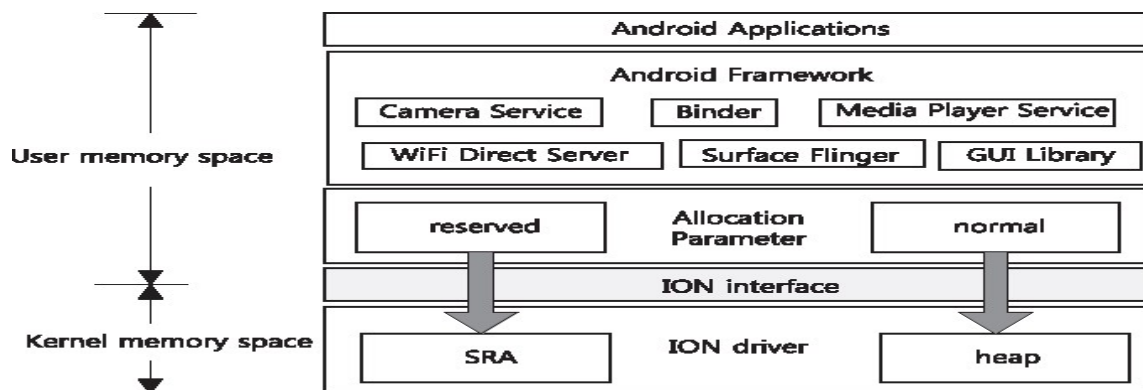 Android Applications
Android Framework
Camera Service Binder Media Player Service
User memory space
WiFi Direct Server Surface Flinger GUI Library
reserved Allocation Parameter normal
ION interface
Kernel memory space
SRA ION driver heap